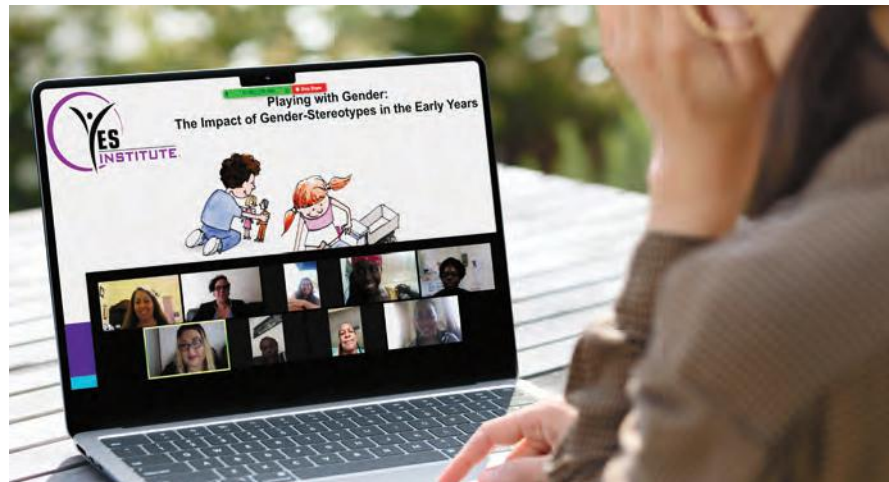 YES
INSTITUTE
Playing with Gender:
The Impact of Gender-Stereotypes in the Early Years